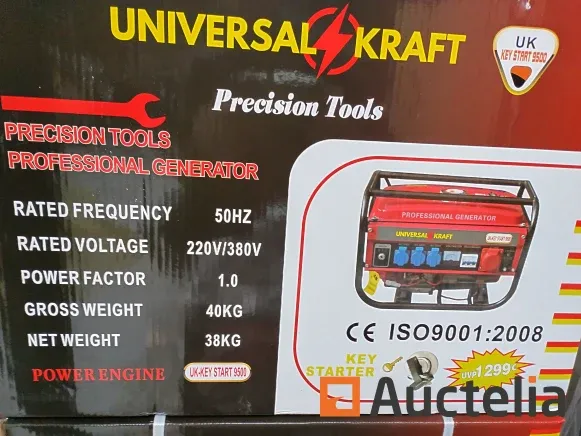 UNIVERSAL KRAFT
UK
KEY START 9500
Precision Tools
PRECISION TOOLS
PROFESSIONAL GENERATOR
RATED FREQUENCY 50HZ
RATED VOLTAGE 220V/380V
POWER FACTOR 1.0
GROSS WEIGHT 40KG
NET WEIGHT 38KG
POWER ENGINE UK-KEY START 9500
PROFESSIONAL GENERATOR
UNIVERSAL KRAFT
CE ISO9001:2008
KEY
STARTER
UVP 1299€
Auctelia